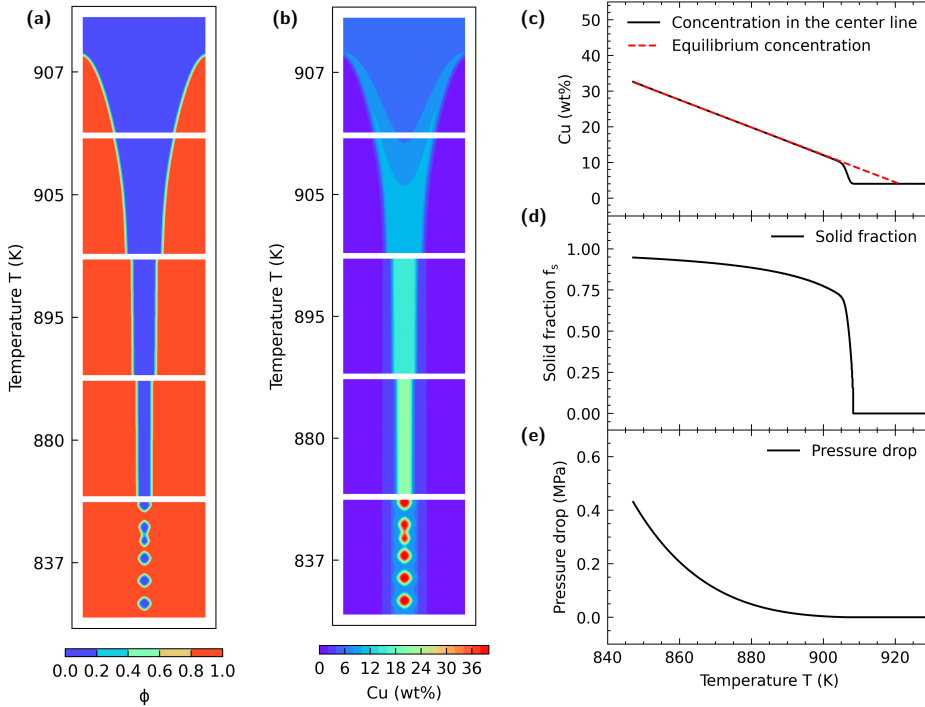 (a)
Temperature T (K)
907
905
895
880
837
0.0 0.2 0.4 0.6 0.8 1.0
ϕ
(b)
Temperature T (K)
907
905
895
880
837
0 6 12 18 24 30 36
Cu (wt%)
(c)
Cu (wt%)
50
40
30
20
10
0
Concentration in the center line
Equilibrium concentration
(d)
Solid fraction fs
1.00
0.75
0.50
0.25
0.00
Solid fraction
(e)
Pressure drop (MPa)
0.6
0.4
0.2
0.0
Pressure drop
840 860 880 900 920
Temperature T (K)